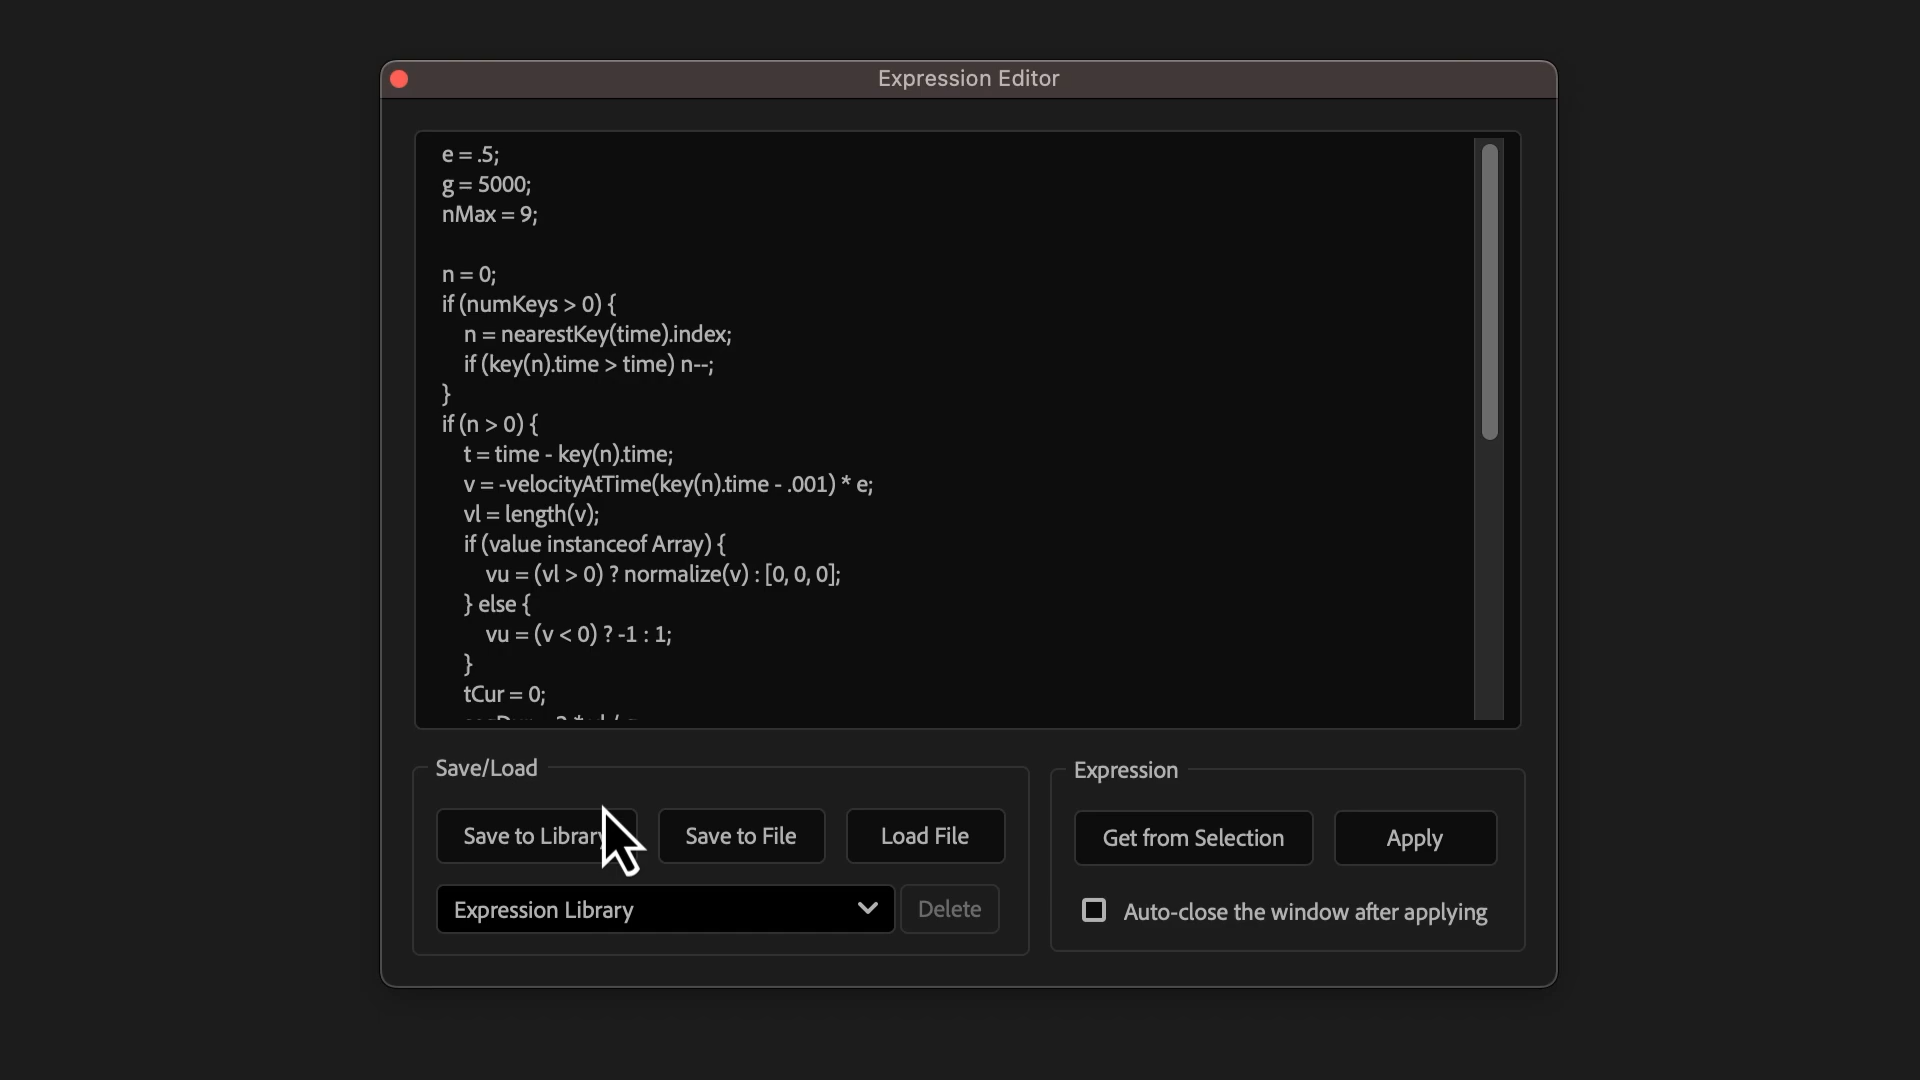 Expression Editor
e = .5;
g = 5000;
nMax = 9;
n = 0;
if (numKeys > 0) {
n = nearestKey(time).index;
if (key(n).time > time) n--;
}
if (n > 0) {
t = time - key(n).time;
v = -velocityAtTime(key(n).time - .001) * e;
vl = length(v);
if (value instanceof Array) {
vu = (vl > 0) ? normalize(v) : [0, 0, 0];
} else {
vu = (v < 0) ? -1 : 1;
}
tCur = 0;
Save/Load
Save to Library
Save to File
Load File
Expression Library
Delete
Expression
Get from Selection
Apply
Auto-close the window after applying